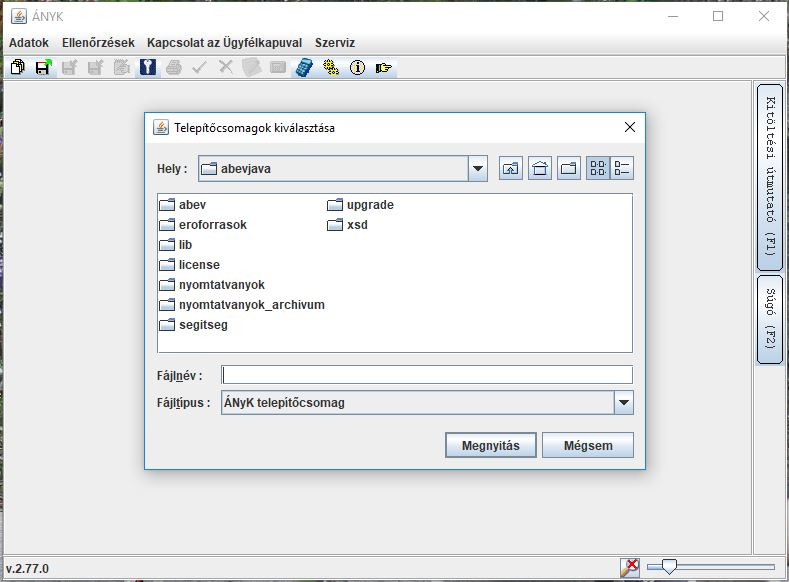 ÁNYK
Adatok Ellenőrzések Kapcsolat az Ügyfélkapuval Szerviz
Telepítőcsomagok kiválasztása
Hely : abevjava
abev
eroforrasok
lib
license
nyomtatvanyok
nyomtatvanyok_archivum
segitseg
upgrade
xsd
Fájlnév :
Fájltípus : ÁNyK telepítőcsomag
Megnyitás Mégsem
Kitöltési útmutató (F1)
Súgó (F2)
v.2.77.0